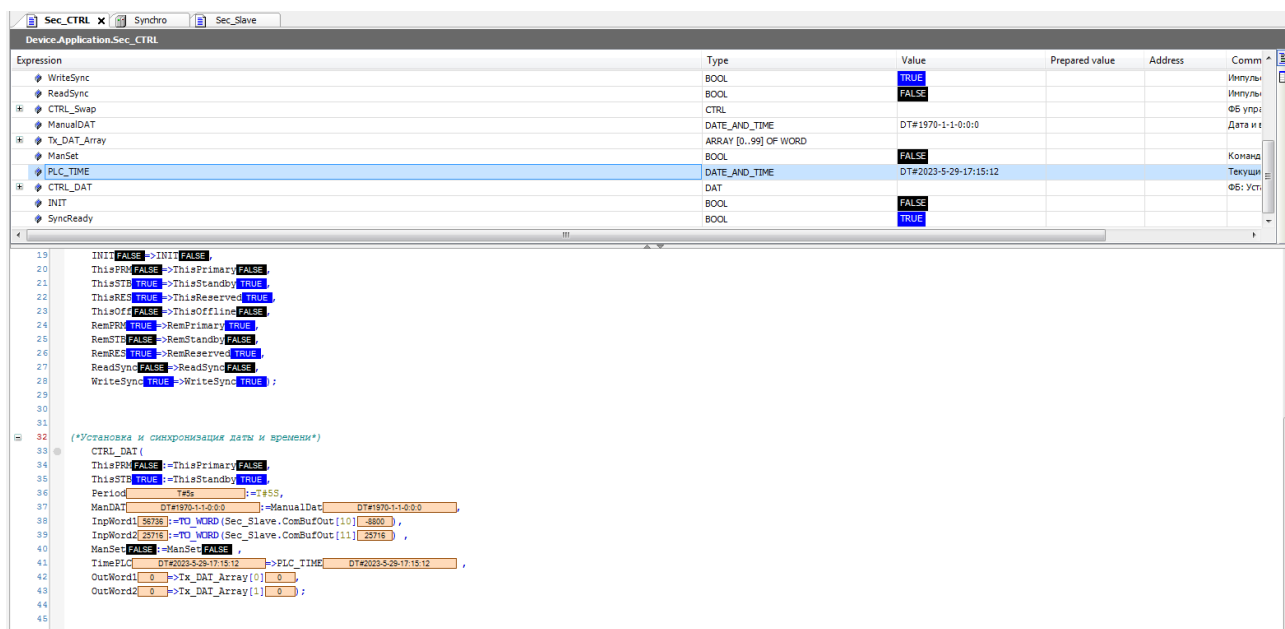 Sec_CTRL Synchro Sec_Slave
Device.Application.Sec_CTRL
Expression Type Value Prepared value Address Comm
WriteSync BOOL TRUE Импуль
ReadSync BOOL FALSE Импуль
CTRL_Swap CTRL ФБ упра
ManualDAT DATE_AND_TIME DT#1970-1-1-0:0:0 Дата и в
Tx_DAT_Array ARRAY [0..99] OF WORD
ManSet BOOL FALSE Команд
PLC_TIME DATE_AND_TIME DT#2023-5-29-17:15:12 Текущи
CTRL_DAT DAT ФБ: Уст
INIT BOOL FALSE
SyncReady BOOL TRUE
19 INIT FALSE =>INIT FALSE ,
20 ThisPRM FALSE =>ThisPrimary FALSE ,
21 ThisSTB TRUE =>ThisStandby TRUE ,
22 ThisRES TRUE =>ThisReserved TRUE ,
23 ThisOff FALSE =>ThisOffline FALSE ,
24 RemPRM TRUE =>RemPrimary TRUE ,
25 RemSTB FALSE =>RemStandby FALSE ,
26 RemRES TRUE =>RemReserved TRUE ,
27 ReadSync FALSE =>ReadSync FALSE ,
28 WriteSync TRUE =>WriteSync TRUE );
29
30
31
32 (*Установка и синхронизация даты и времени*)
33 CTRL_DAT(
34 ThisPRM FALSE :=ThisPrimary FALSE ,
35 ThisSTB TRUE :=ThisStandby TRUE ,
36 Period T#5s :=T#5S,
37 ManDAT DT#1970-1-1-0:0:0 :=ManualDat DT#1970-1-1-0:0:0 ,
38 InpWord1 56736 :=TO_WORD(Sec_Slave.ComBufOut[10] -8800 ),
39 InpWord2 25716 :=TO_WORD(Sec_Slave.ComBufOut[11] 25716 ) ,
40 ManSet FALSE :=ManSet FALSE ,
41 TimePLC DT#2023-5-29-17:15:12 =>PLC_TIME DT#2023-5-29-17:15:12 ,
42 OutWord1 0 =>Tx_DAT_Array[0] 0 ,
43 OutWord2 0 =>Tx_DAT_Array[1] 0 );
44
45